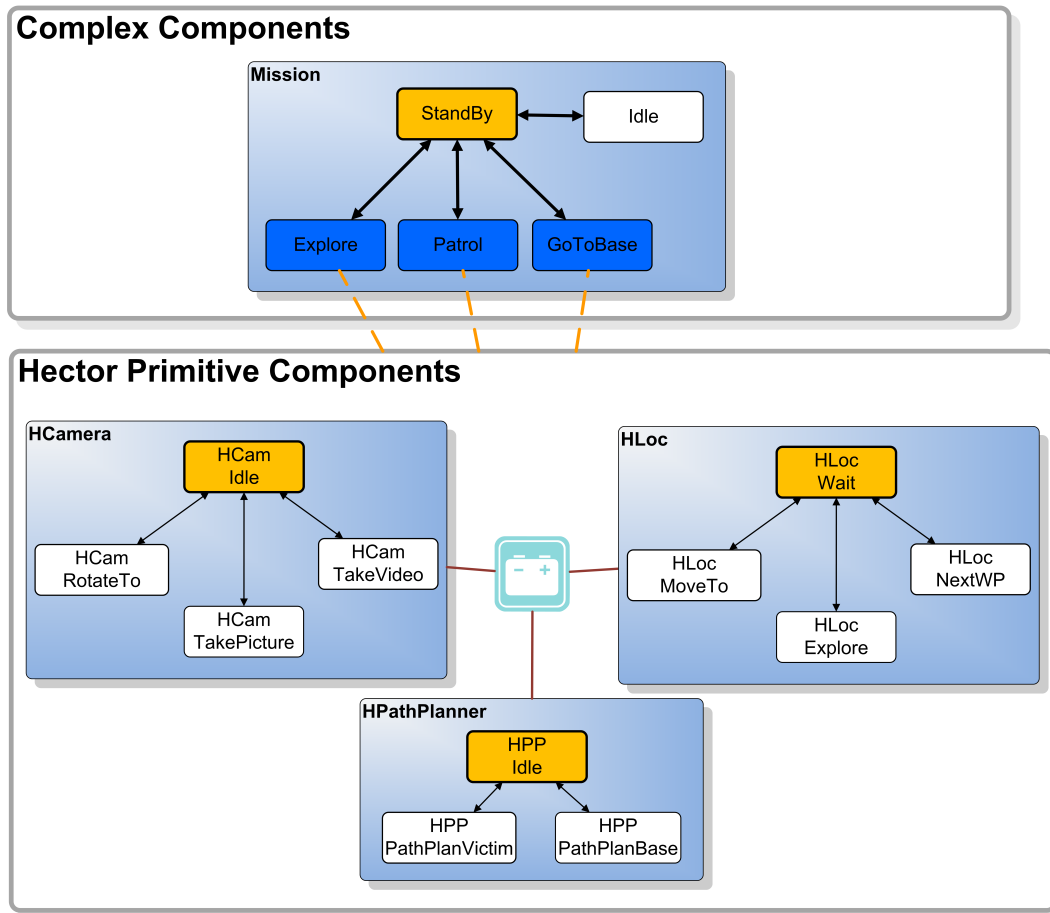 Complex Components
Mission
StandBy
Idle
Explore
Patrol
GoToBase
Hector Primitive Components
HCamera
HCam
Idle
HCam
RotateTo
HCam
TakePicture
HCam
TakeVideo
HLoc
HLoc
Wait
HLoc
MoveTo
HLoc
Explore
HLoc
NextWP
HPathPlanner
HPP
Idle
HPP
PathPlanVictim
HPP
PathPlanBase